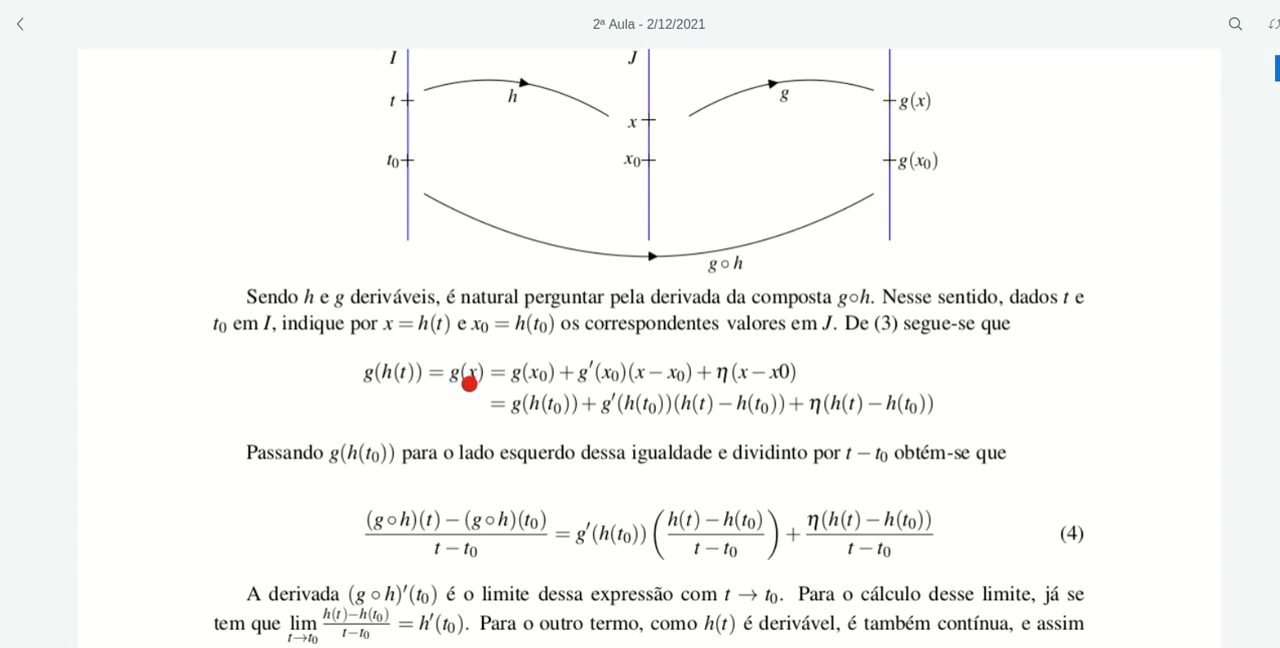 2ª Aula - 2/12/2021
I J
h g
t x g(x)
t₀ x₀ g(x₀)
g∘h
Sendo h e g deriváveis, é natural perguntar pela derivada da composta g∘h. Nesse sentido, dados t e
t₀ em I, indique por x = h(t) e x₀ = h(t₀) os correspondentes valores em J. De (3) segue-se que
g(h(t)) = g(x) = g(x₀) + g′(x₀)(x − x₀) + η(x − x0)
= g(h(t₀)) + g′(h(t₀))(h(t) − h(t₀)) + η(h(t) − h(t₀))
Passando g(h(t₀)) para o lado esquerdo dessa igualdade e dividinto por t − t₀ obtém-se que
((g∘h)(t) − (g∘h)(t₀))/(t − t₀) = g′(h(t₀)) ((h(t) − h(t₀))/(t − t₀)) + η(h(t) − h(t₀))/(t − t₀) (4)
A derivada (g∘h)′(t₀) é o limite dessa expressão com t → t₀. Para o cálculo desse limite, já se
tem que lim t→t₀ (h(t)−h(t₀))/(t−t₀) = h′(t₀). Para o outro termo, como h(t) é derivável, é também contínua, e assim